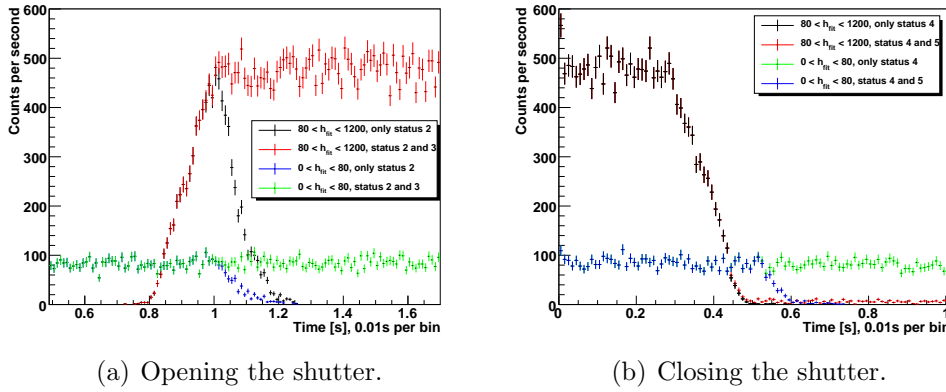 Counts per second
600
500
400
300
200
100
0
80 < h_fit < 1200, only status 2
80 < h_fit < 1200, status 2 and 3
0 < h_fit < 80, only status 2
0 < h_fit < 80, status 2 and 3
0.6 0.8 1 1.2 1.4 1.6
Time [s], 0.01s per bin
(a) Opening the shutter.
Counts per second
600
500
400
300
200
100
0
80 < h_fit < 1200, only status 4
80 < h_fit < 1200, status 4 and 5
0 < h_fit < 80, only status 4
0 < h_fit < 80, status 4 and 5
0 0.2 0.4 0.6 0.8 1
Time [s], 0.01s per bin
(b) Closing the shutter.